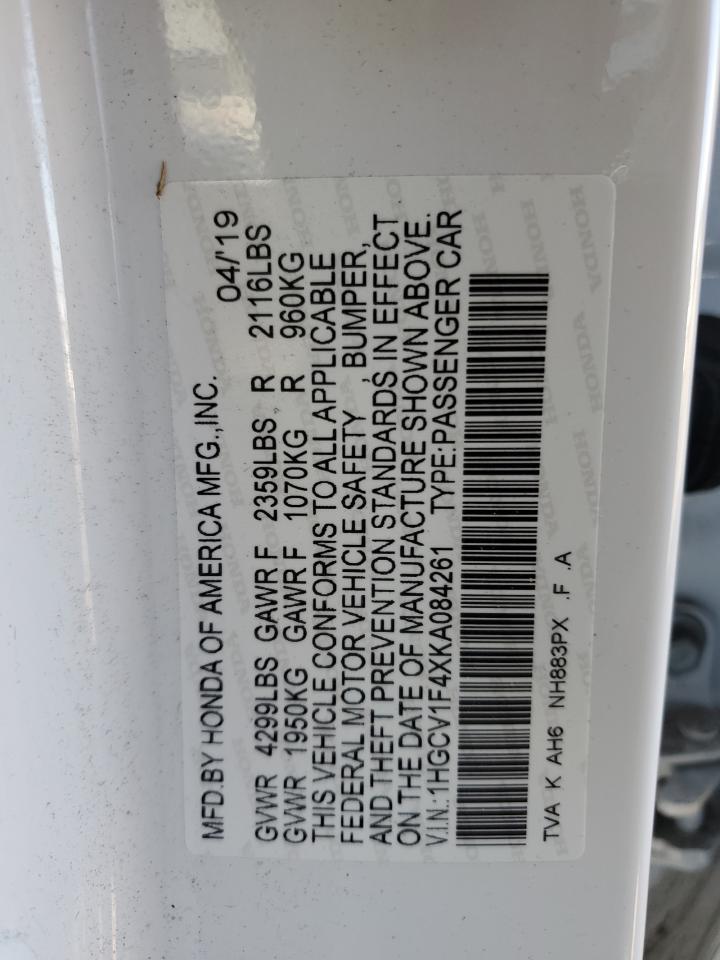 MFD.BY HONDA OF AMERICA MFG.,INC. 04/'19
GVWR 4299LBS GAWR F 2359LBS R 2116LBS
GVWR 1950KG GAWR F 1070KG R 960KG
THIS VEHICLE CONFORMS TO ALL APPLICABLE
FEDERAL MOTOR VEHICLE SAFETY , BUMPER,
AND THEFT PREVENTION STANDARDS IN EFFECT
ON THE DATE OF MANUFACTURE SHOWN ABOVE.
V.I.N.:1HGCV1F4XKA084261 TYPE:PASSENGER CAR
TVA K AH6 NH883PX .F .A